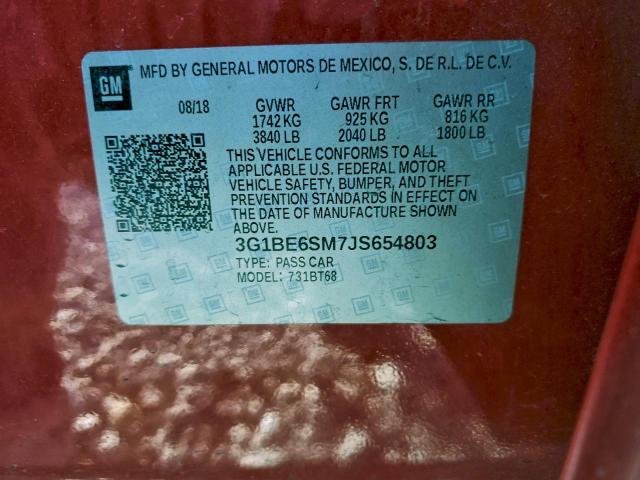 GM
MFD BY GENERAL MOTORS DE MEXICO, S. DE R.L. DE C.V.
08/18 GVWR GAWR FRT GAWR RR
1742 KG 925 KG 816 KG
3840 LB 2040 LB 1800 LB
THIS VEHICLE CONFORMS TO ALL
APPLICABLE U.S. FEDERAL MOTOR
VEHICLE SAFETY, BUMPER, AND THEFT
PREVENTION STANDARDS IN EFFECT ON
THE DATE OF MANUFACTURE SHOWN
ABOVE.
3G1BE6SM7JS654803
TYPE: PASS CAR
MODEL: 731BT68